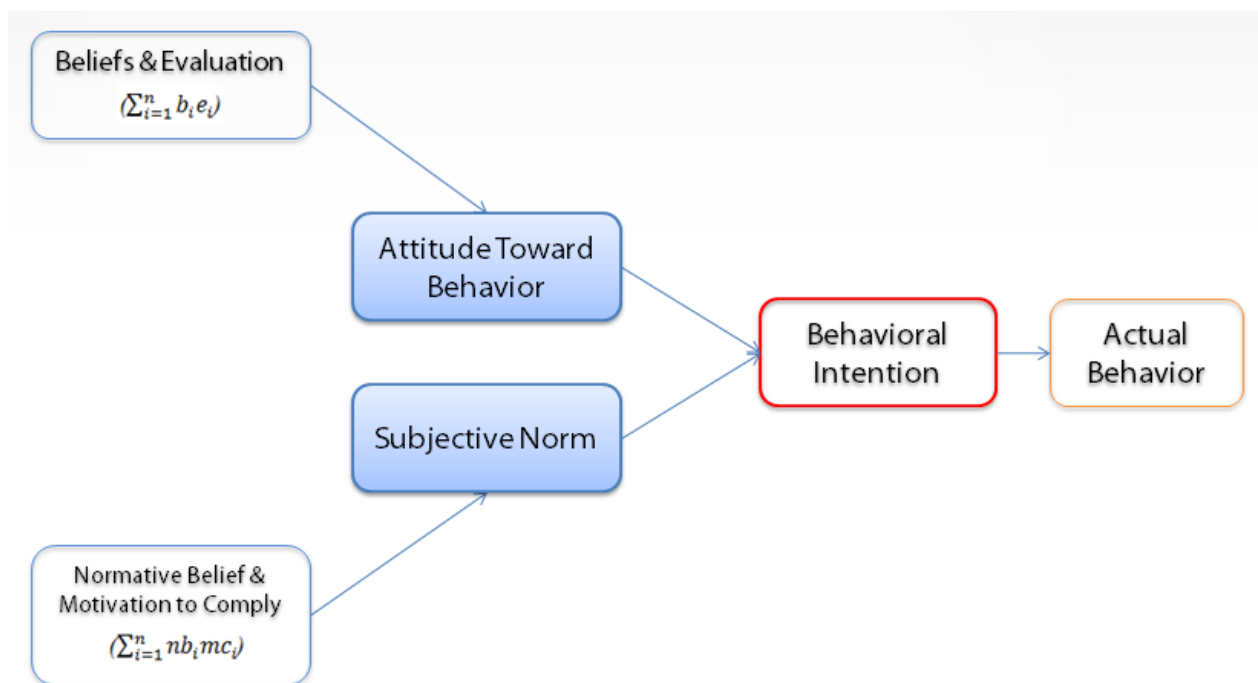 Beliefs & Evaluation
(∑ⁿᵢ₌₁ bᵢeᵢ)
Attitude Toward
Behavior
Behavioral
Intention
Actual
Behavior
Subjective Norm
Normative Belief &
Motivation to Comply
(∑ⁿᵢ₌₁ nbᵢmcᵢ)